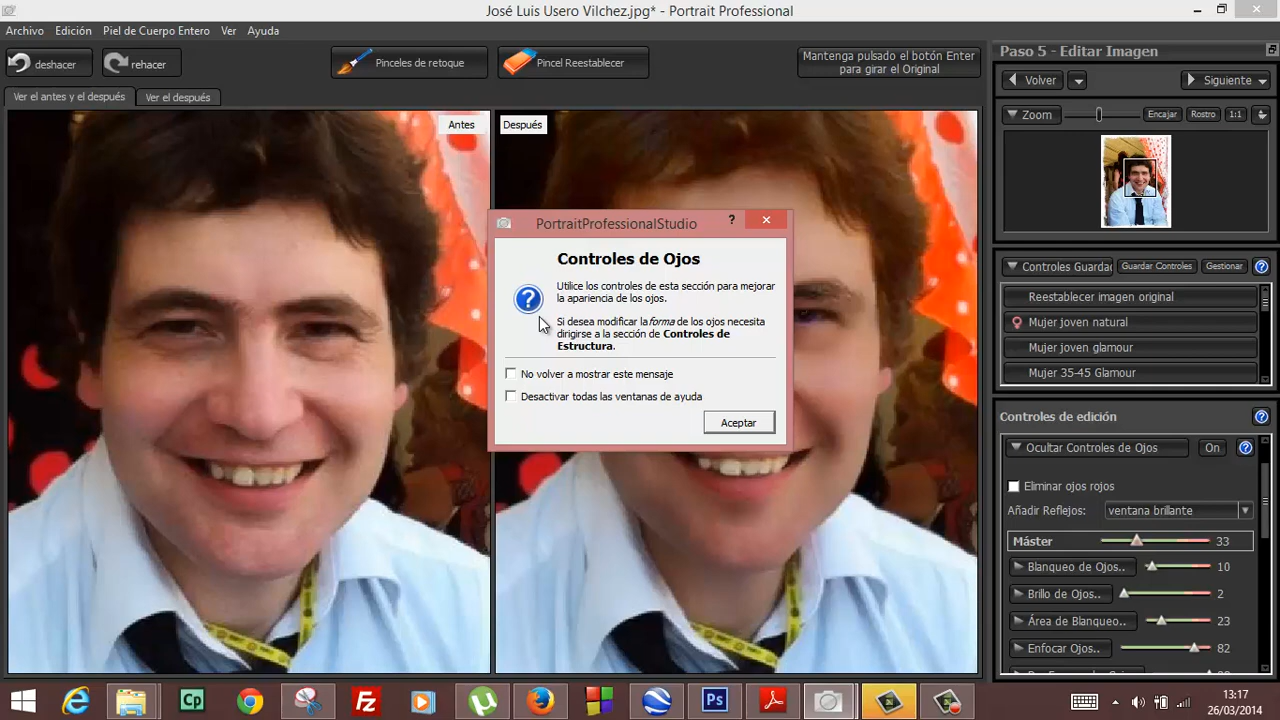 José Luis Usero Vilchez.jpg* - Portrait Professional
Archivo Edición Piel de Cuerpo Entero Ver Ayuda
deshacer
rehacer
Pinceles de retoque
Pincel Reestablecer
Mantenga pulsado el botón Enter
para girar el Original
Ver el antes y el después
Ver el después
Antes
Después
PortraitProfessionalStudio
?
Controles de Ojos
Utilice los controles de esta sección para mejorar
la apariencia de los ojos.
Si desea modificar la forma de los ojos necesita
dirigirse a la sección de Controles de
Estructura.
No volver a mostrar este mensaje
Desactivar todas las ventanas de ayuda
Aceptar
Paso 5 - Editar Imagen
Volver
Siguiente
Zoom
Encajar
Rostro
1:1
Controles Guardad
Guardar Controles
Gestionar
?
Reestablecer imagen original
Mujer joven natural
Mujer joven glamour
Mujer 35-45 Glamour
Controles de edición
?
Ocultar Controles de Ojos
On
?
Eliminar ojos rojos
Añadir Reflejos: ventana brillante
Máster 33
Blanqueo de Ojos.. 10
Brillo de Ojos.. 2
Área de Blanqueo.. 23
Enfocar Ojos.. 82
Cp
Fz
Ps
13:17
26/03/2014